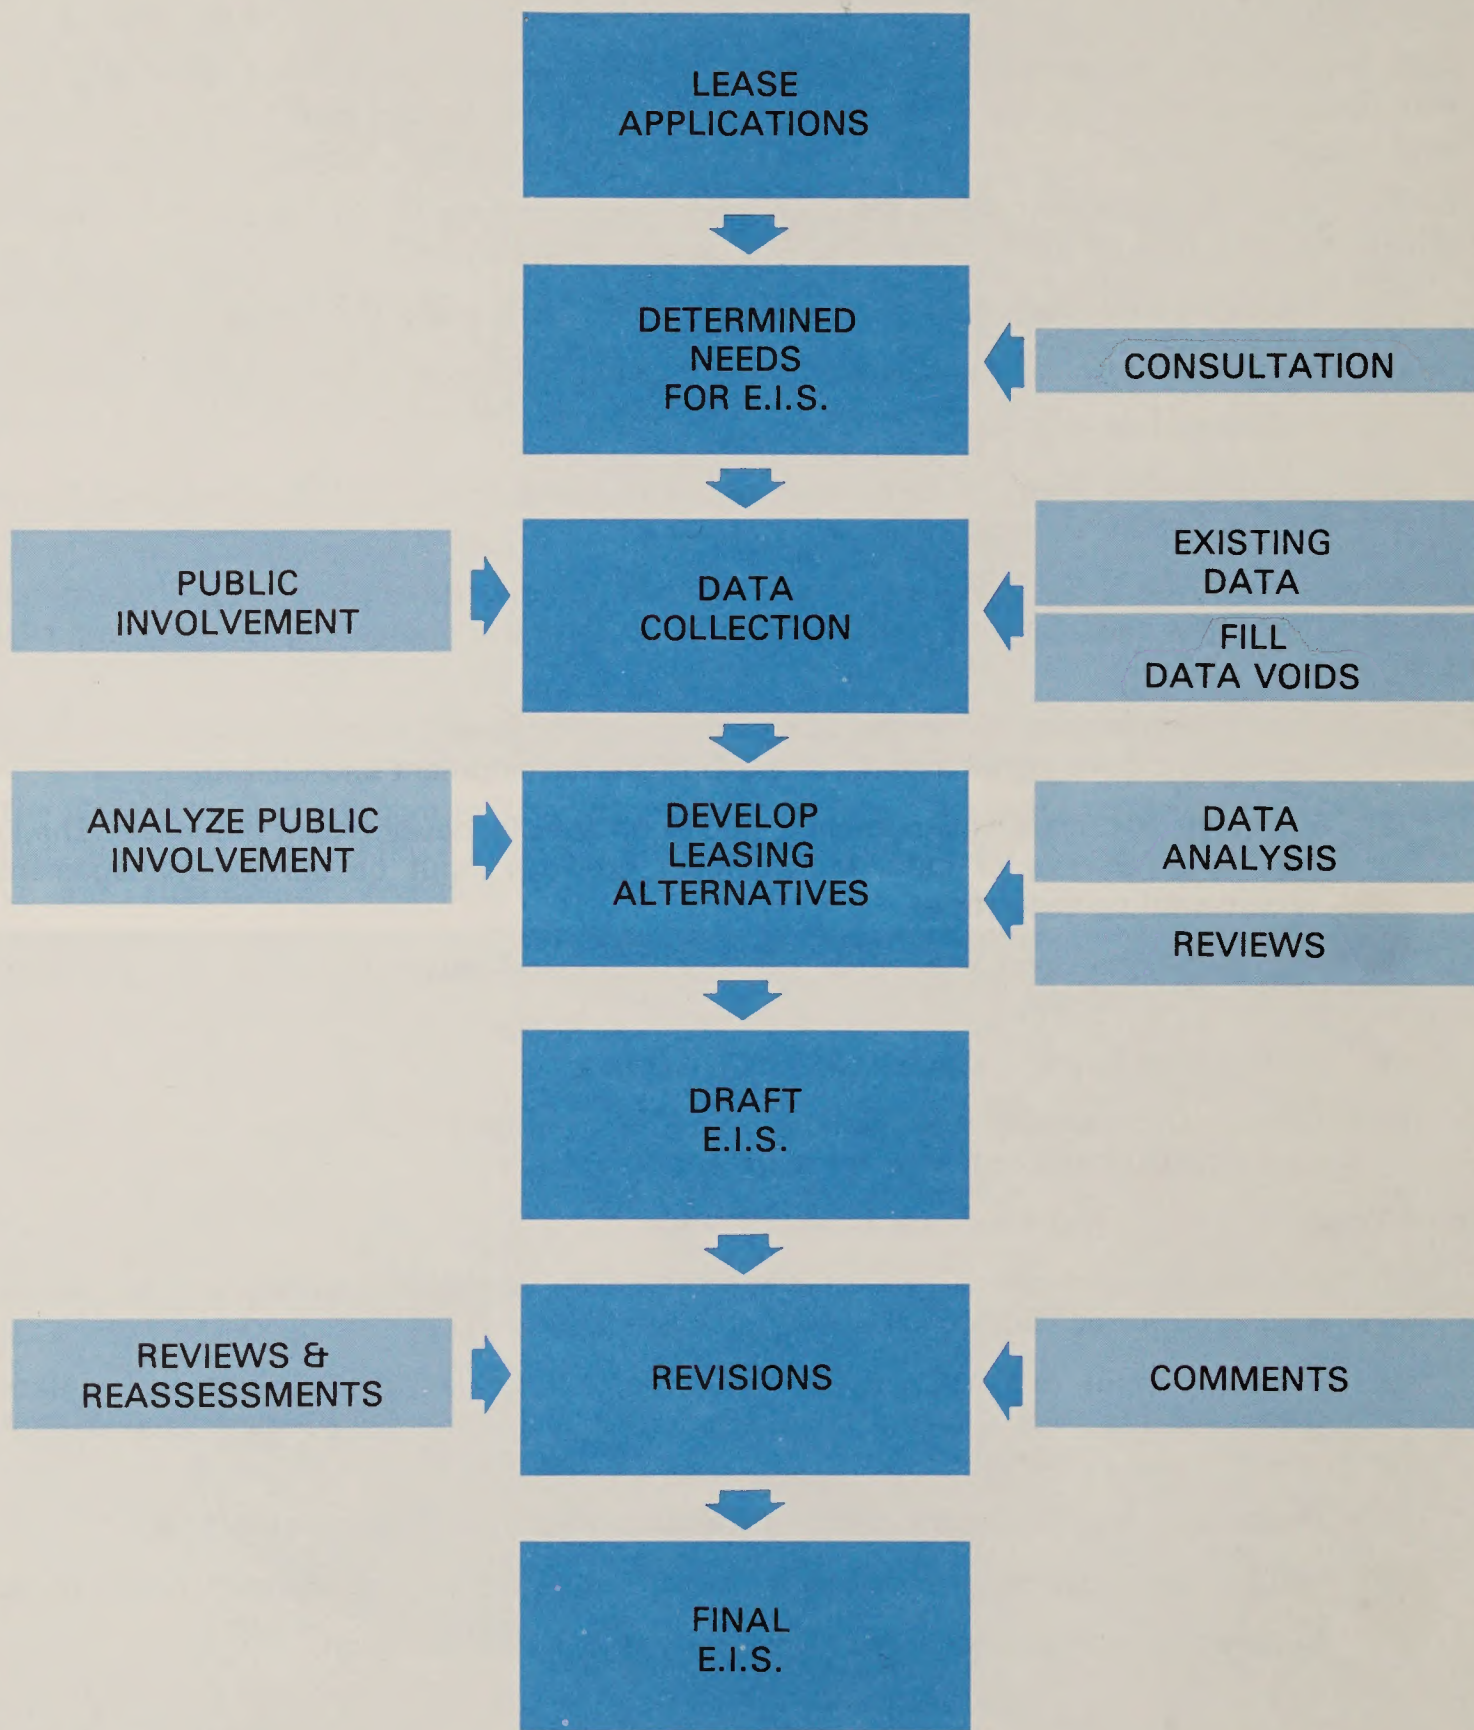 LEASE
APPLICATIONS
DETERMINED
NEEDS
FOR E.I.S.
CONSULTATION
PUBLIC
INVOLVEMENT
DATA
COLLECTION
EXISTING
DATA
FILL
DATA VOIDS
ANALYZE PUBLIC
INVOLVEMENT
DEVELOP
LEASING
ALTERNATIVES
DATA
ANALYSIS
REVIEWS
DRAFT
E.I.S.
REVIEWS &
REASSESSMENTS
REVISIONS
COMMENTS
FINAL
E.I.S.